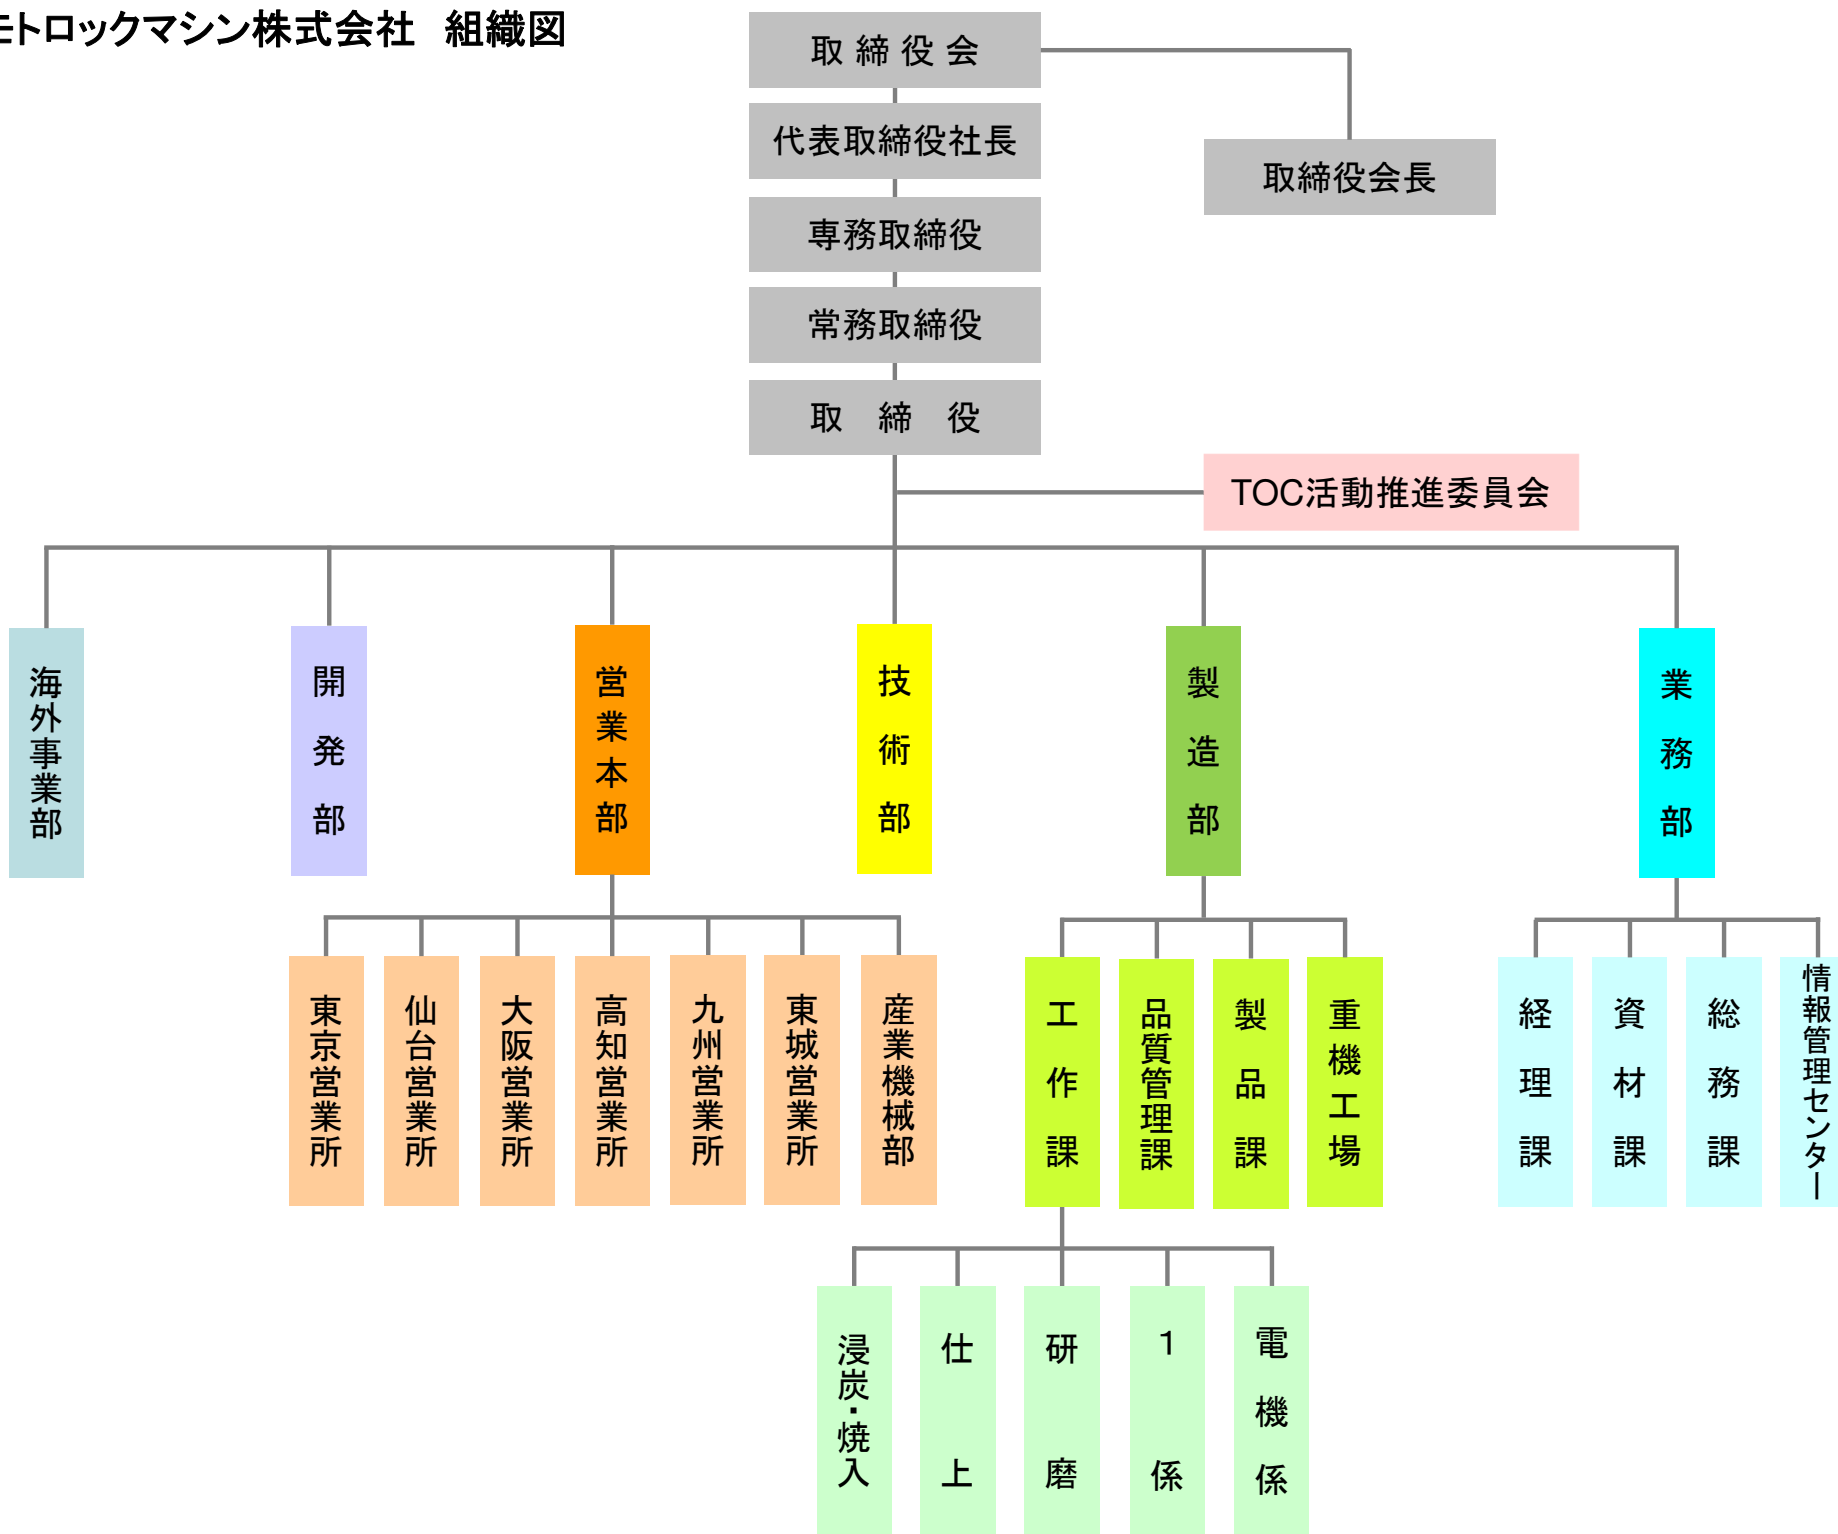 モトロックマシン株式会社 組織図
取締役会
代表取締役社長
取締役会長
専務取締役
常務取締役
取締役
TOC活動推進委員会
海外事業部
開発部
営業本部
技術部
製造部
業務部
東京営業所
仙台営業所
大阪営業所
高知営業所
九州営業所
東城営業所
産業機械部
工作課
品質管理課
製品課
重機工場
経理課
資材課
総務課
情報管理センター
浸炭・焼入
仕上
研磨
1係
電機係